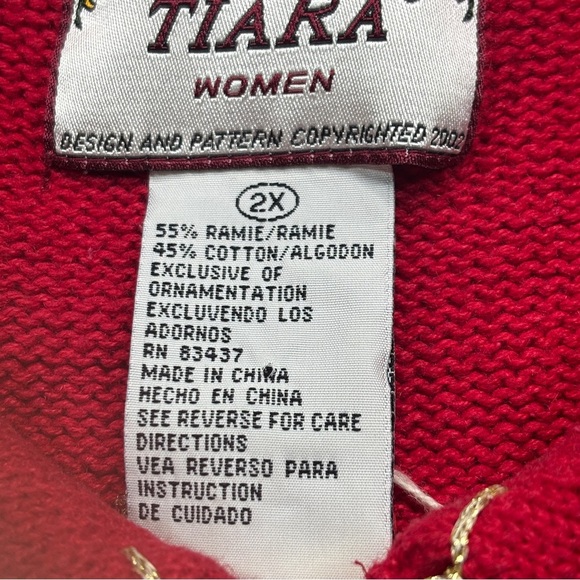 TIARA
WOMEN
DESIGN AND PATTERN COPYRIGHTED 2002
2X
55% RAMIE/RAMIE
45% COTTON/ALGODON
EXCLUSIVE OF
ORNAMENTATION
EXCLUVENDO LOS
ADORNOS
RN 83437
MADE IN CHINA
HECHO EN CHINA
SEE REVERSE FOR CARE
DIRECTIONS
VEA REVERSO PARA
INSTRUCTION
DE CUIDADO